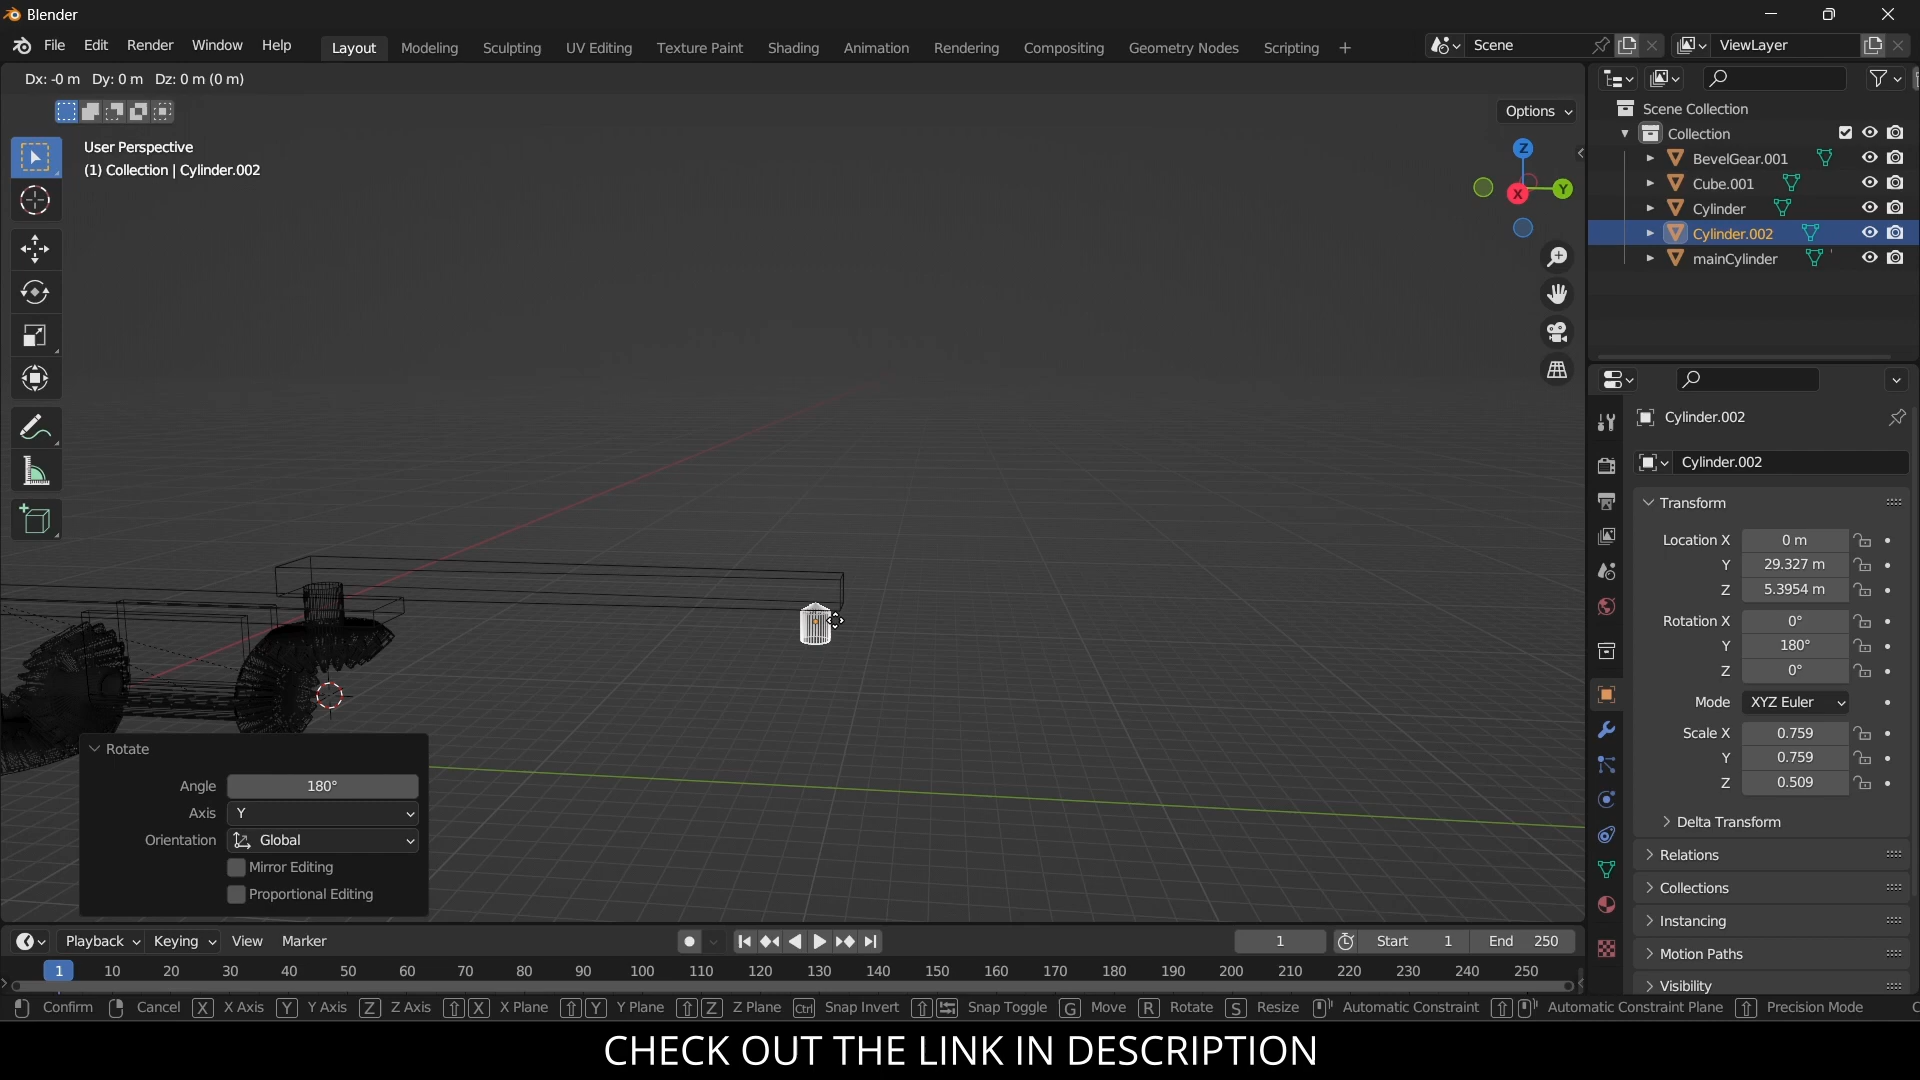 Blender
File Edit Render Window Help Layout Modeling Sculpting UV Editing Texture Paint Shading Animation Rendering Compositing Geometry Nodes Scripting + Scene ViewLayer
Dx: -0 m Dy: 0 m Dz: 0 m (0 m)
Options
User Perspective
(1) Collection | Cylinder.002
Z
Y
X
Scene Collection
Collection
BevelGear.001
Cube.001
Cylinder
Cylinder.002
mainCylinder
Cylinder.002
Cylinder.002
Transform
Location X 0 m
Y 29.327 m
Z 5.3954 m
Rotation X 0°
Y 180°
Z 0°
Mode XYZ Euler
Scale X 0.759
Y 0.759
Z 0.509
Delta Transform
Relations
Collections
Instancing
Motion Paths
Visibility
Rotate
Angle 180°
Axis Y
Orientation Global
Mirror Editing
Proportional Editing
Playback Keying View Marker 1 Start 1 End 250
1 10 20 30 40 50 60 70 80 90 100 110 120 130 140 150 160 170 180 190 200 210 220 230 240 250
Confirm Cancel X X Axis Y Y Axis Z Z Axis X X Plane Y Y Plane Z Z Plane Ctrl Snap Invert Snap Toggle G Move R Rotate S Resize Automatic Constraint Automatic Constraint Plane Precision Mode
CHECK OUT THE LINK IN DESCRIPTION